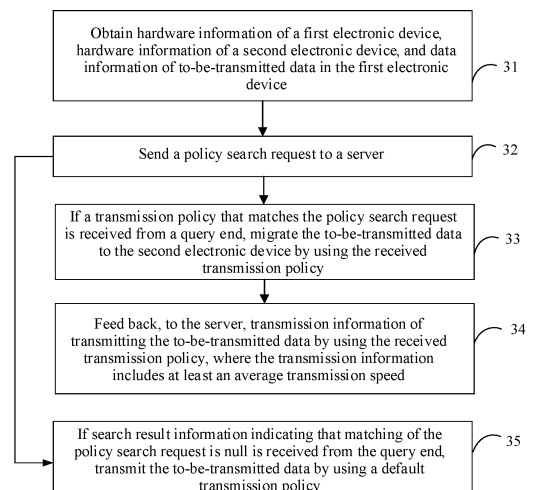 Obtain hardware information of a first electronic device,
hardware information of a second electronic device, and data
information of to-be-transmitted data in the first electronic
device
31
Send a policy search request to a server
32
If a transmission policy that matches the policy search request
is received from a query end, migrate the to-be-transmitted data
to the second electronic device by using the received
transmission policy
33
Feed back, to the server, transmission information of
transmitting the to-be-transmitted data by using the received
transmission policy, where the transmission information
includes at least an average transmission speed
34
If search result information indicating that matching of the
policy search request is null is received from the query end,
transmit the to-be-transmitted data by using a default
transmission policy
35